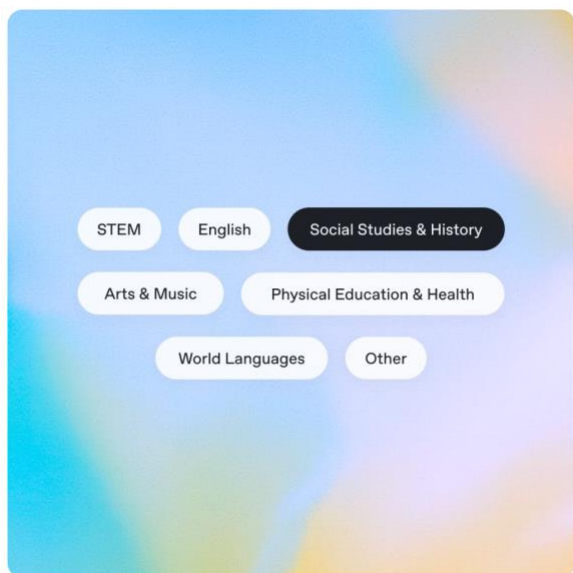 STEM English Social Studies & History
Arts & Music Physical Education & Health
World Languages Other